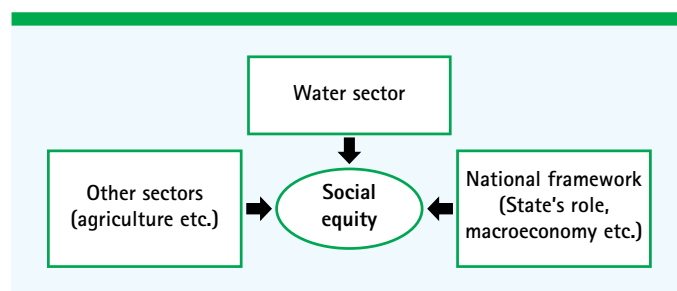 Water sector
Other sectors
(agriculture etc.)
Social
equity
National framework
(State's role,
macroeconomy etc.)